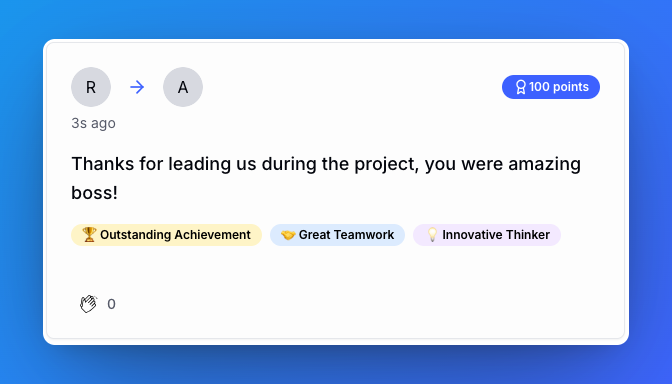 R → A
100 points
3s ago
Thanks for leading us during the project, you were amazing
boss!
🏆 Outstanding Achievement 🤝 Great Teamwork 💡 Innovative Thinker
0